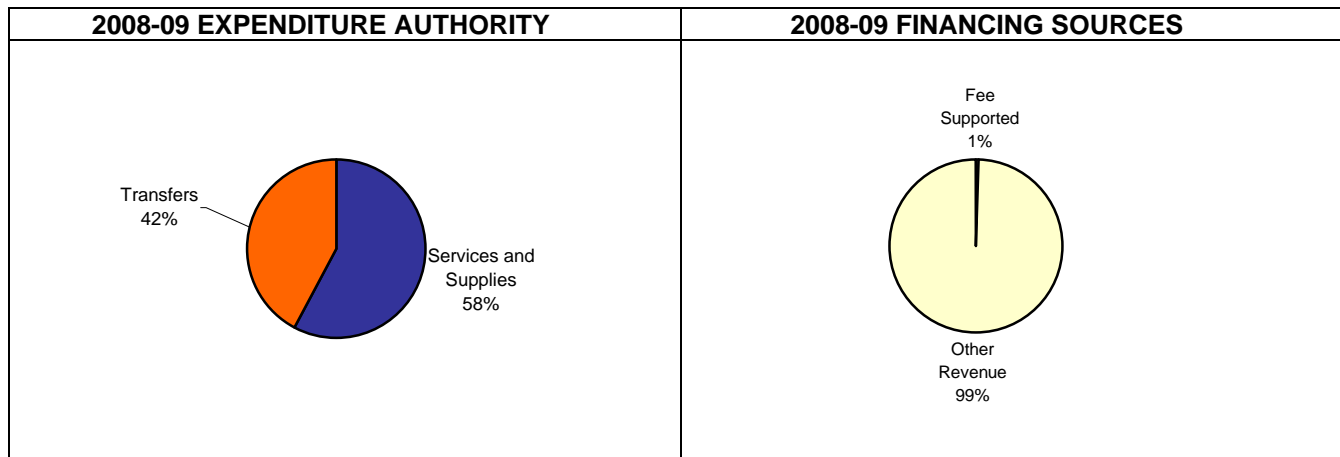 2008-09 EXPENDITURE AUTHORITY
Transfers
42%
Services and
Supplies
58%
2008-09 FINANCING SOURCES
Fee
Supported
1%
Other
Revenue
99%